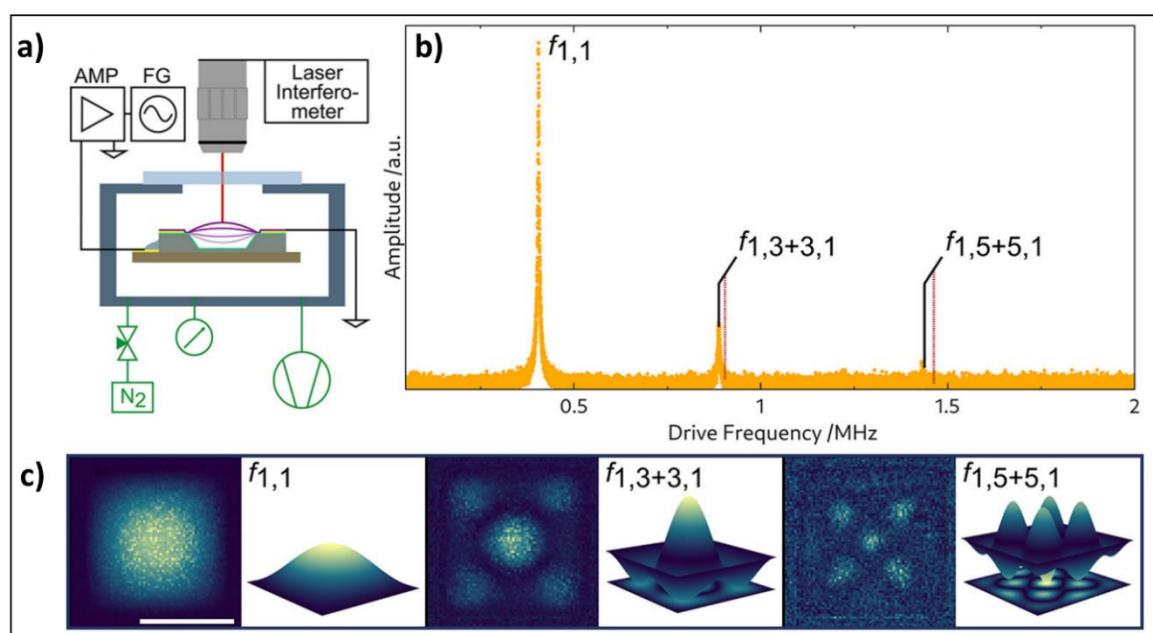 a)
AMP FG
Laser
Interfero-
meter
N2
b)
f1,1
f1,3+3,1
f1,5+5,1
Amplitude /a.u.
0.5 1 1.5 2
Drive Frequency /MHz
c)
f1,1
f1,3+3,1
f1,5+5,1